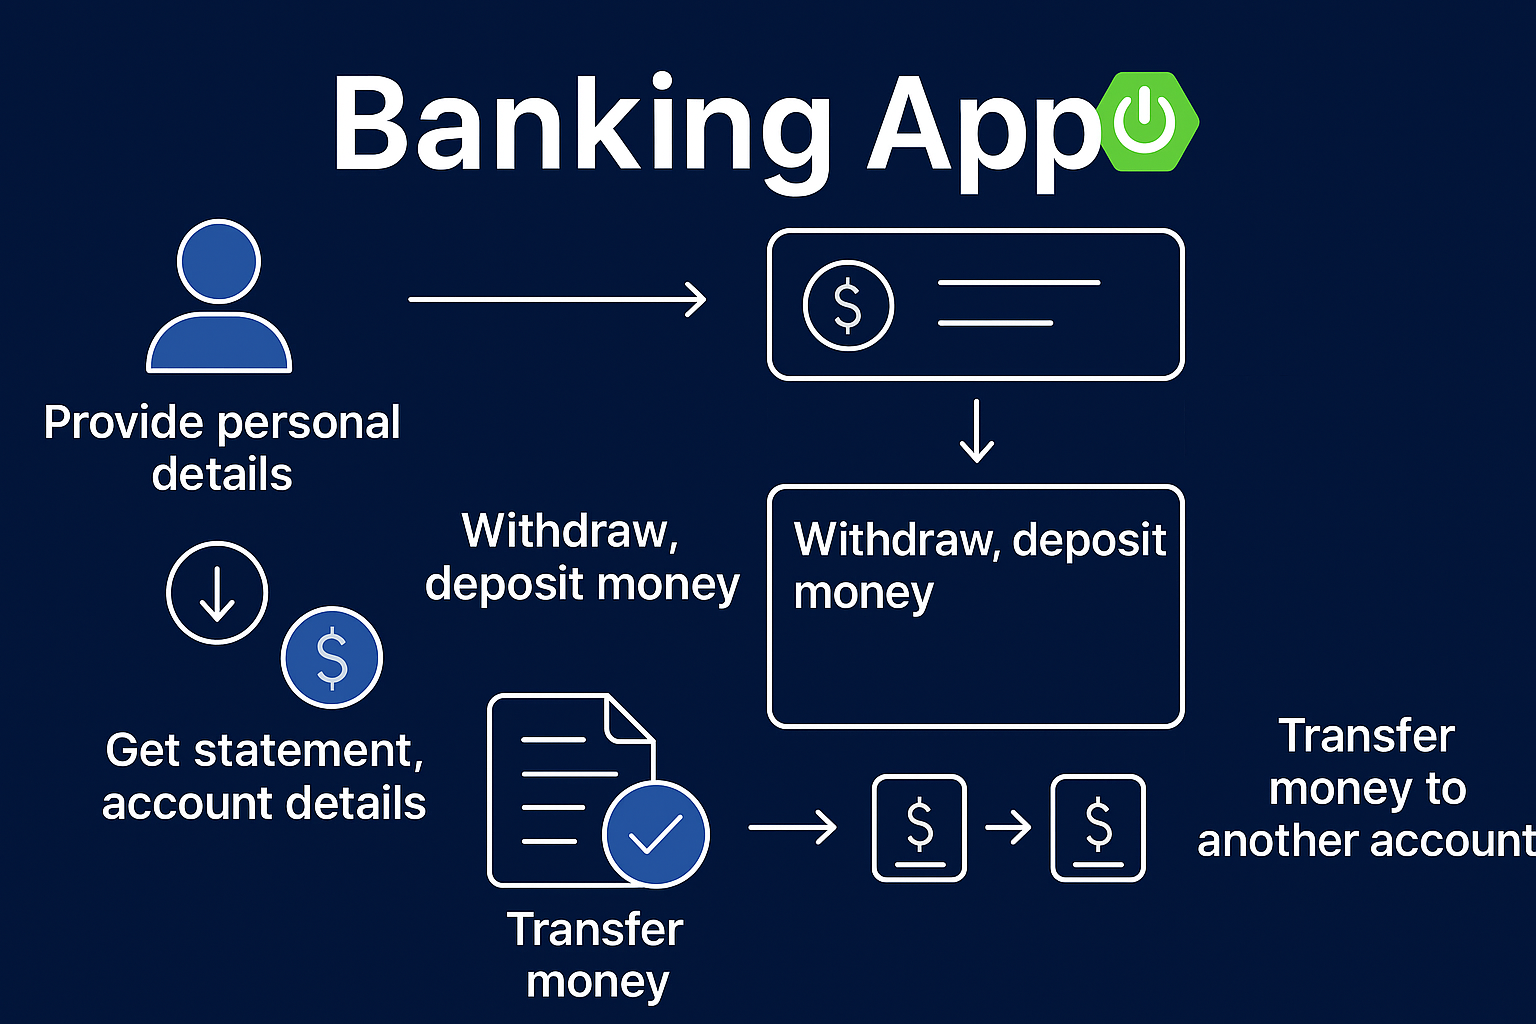 Banking App
$
Provide personal
details
Withdraw,
deposit money
Withdraw, deposit
money
$
Get statement,
account details
Transfer
money
$
$
Transfer
money to
another account